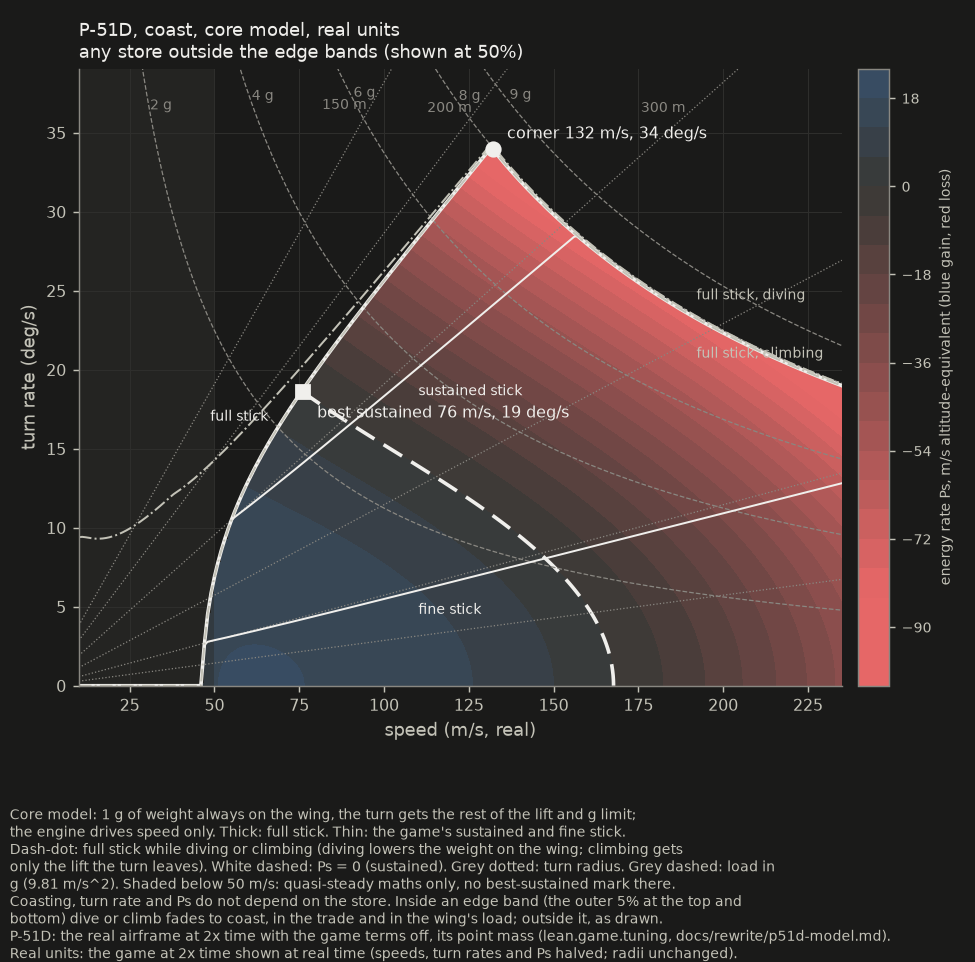 P-51D, coast, core model, real units
any store outside the edge bands (shown at 50%)
2 g
4 g
6 g
150 m
8 g
200 m
9 g
300 m
corner 132 m/s, 34 deg/s
full stick, diving
full stick, climbing
sustained stick
full stick
best sustained 76 m/s, 19 deg/s
fine stick
35
30
25
20
15
10
5
0
turn rate (deg/s)
25
50
75
100
125
150
175
200
225
speed (m/s, real)
18
0
−18
−36
−54
−72
−90
energy rate Ps, m/s altitude-equivalent (blue gain, red loss)
Core model: 1 g of weight always on the wing, the turn gets the rest of the lift and g limit;
the engine drives speed only. Thick: full stick. Thin: the game's sustained and fine stick.
Dash-dot: full stick while diving or climbing (diving lowers the weight on the wing; climbing gets
only the lift the turn leaves). White dashed: Ps = 0 (sustained). Grey dotted: turn radius. Grey dashed: load in
g (9.81 m/s^2). Shaded below 50 m/s: quasi-steady maths only, no best-sustained mark there.
Coasting, turn rate and Ps do not depend on the store. Inside an edge band (the outer 5% at the top and
bottom) dive or climb fades to coast, in the trade and in the wing's load; outside it, as drawn.
P-51D: the real airframe at 2x time with the game terms off, its point mass (lean.game.tuning, docs/rewrite/p51d-model.md).
Real units: the game at 2x time shown at real time (speeds, turn rates and Ps halved; radii unchanged).